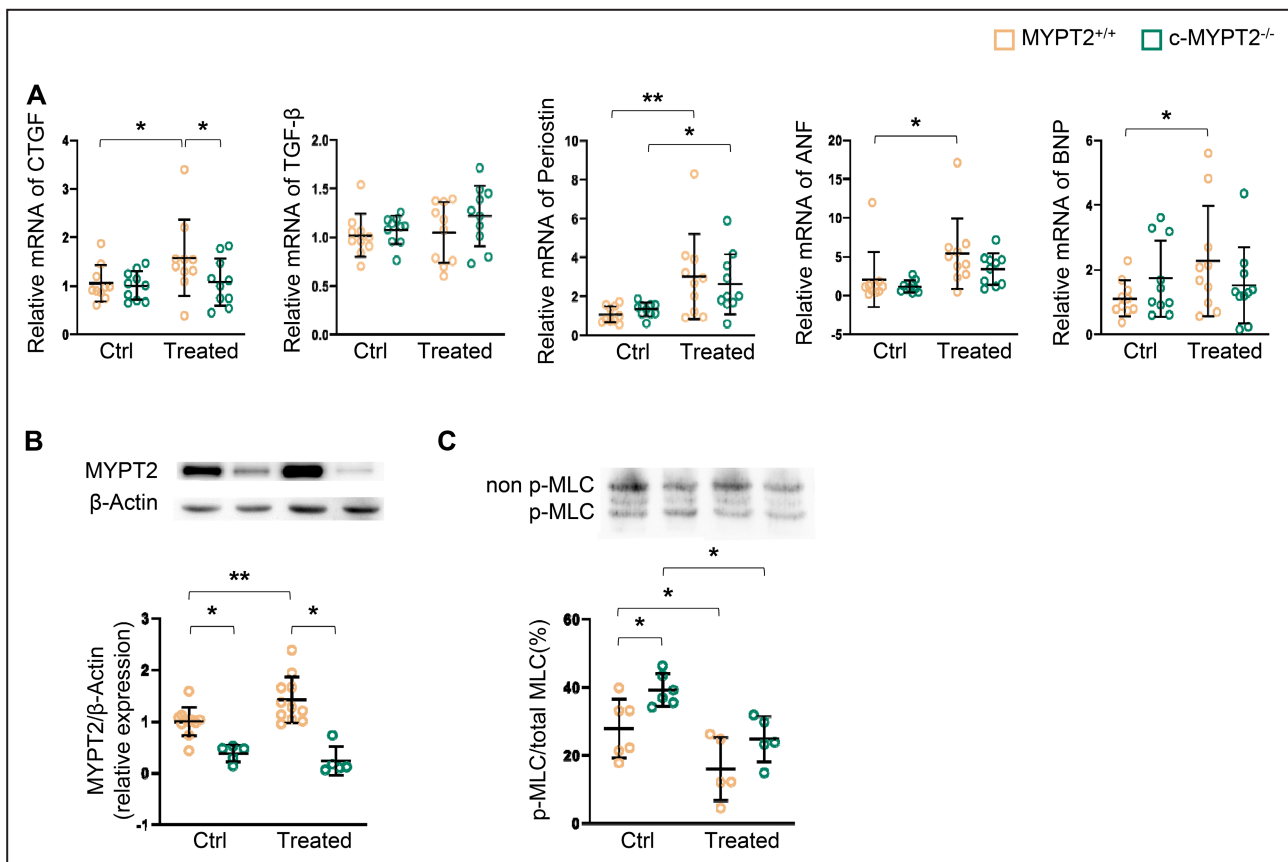 MYPT2+/+ c-MYPT2-/-
A
Relative mRNA of CTGF
4
3
2
1
0
Ctrl Treated
*
*
Relative mRNA of TGF-β
2.0
1.5
1.0
0.5
0.0
Ctrl Treated
Relative mRNA of Periostin
10
8
6
4
2
0
Ctrl Treated
**
*
Relative mRNA of ANF
20
15
10
5
0
-5
Ctrl Treated
*
Relative mRNA of BNP
6
4
2
0
Ctrl Treated
*
B
MYPT2
β-Actin
MYPT2/β-Actin
(relative expression)
3
2
1
0
-1
Ctrl Treated
**
*
*
C
non p-MLC
p-MLC
p-MLC/total MLC(%)
60
40
20
0
Ctrl Treated
*
*
*